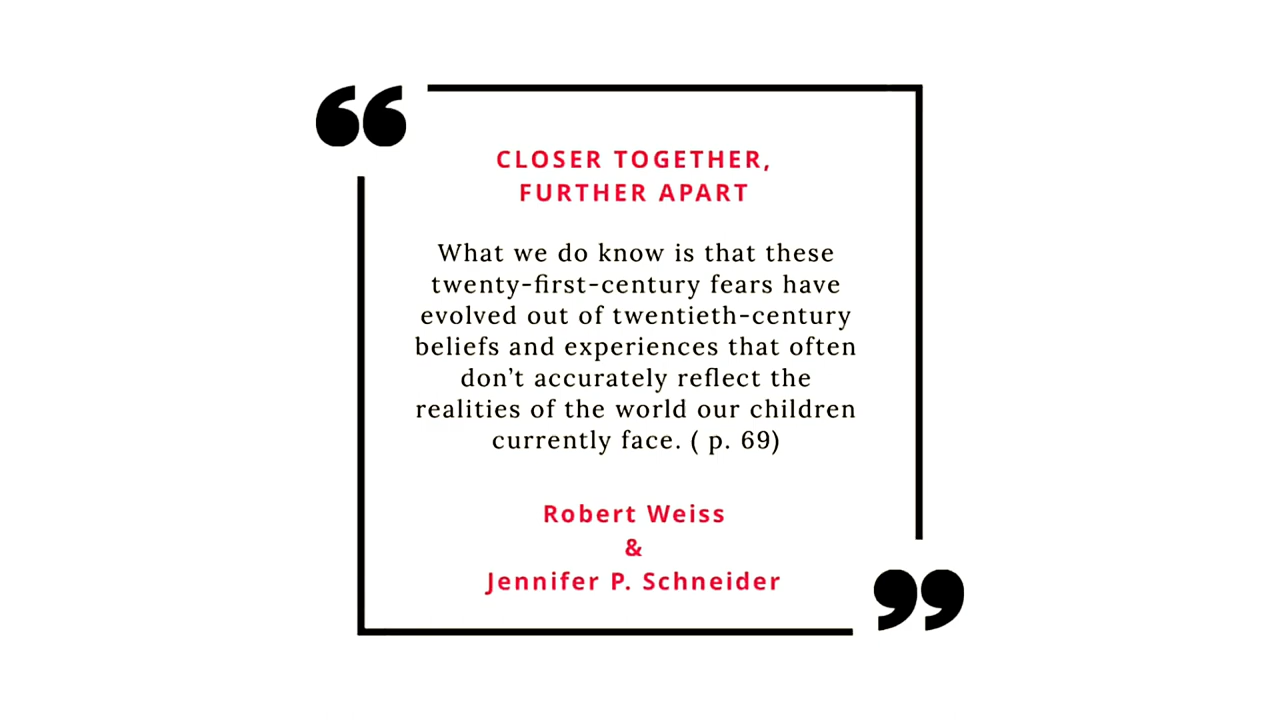 CLOSER TOGETHER,
FURTHER APART
What we do know is that these
twenty-first-century fears have
evolved out of twentieth-century
beliefs and experiences that often
don’t accurately reflect the
realities of the world our children
currently face. ( p. 69)
Robert Weiss
&
Jennifer P. Schneider